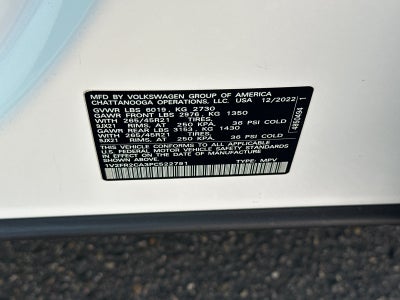 MFD BY VOLKSWAGEN GROUP OF AMERICA
CHATTANOOGA OPERATIONS, LLC. USA 12/2022
GVWR LBS 6019, KG 2730
GAWR FRONT LBS 2976, KG 1350
WITH 265/45R21 TIRES,
9JX21 RIMS, AT 250 KPA, 36 PSI COLD
GAWR REAR LBS 3153, KG 1430
WITH 265/45R21 TIRES,
9JX21 RIMS, AT 250 KPA, 36 PSI COLD
THIS VEHICLE CONFORMS TO ALL APPLICABLE
FEDERAL MOTOR VEHICLE SAFETY
STANDARDS IN EFFECT ON THE DATE OF MANUFACTURE
SHOWN ABOVE.
1V2FR2CA3PC522781 TYPE: MPV
1